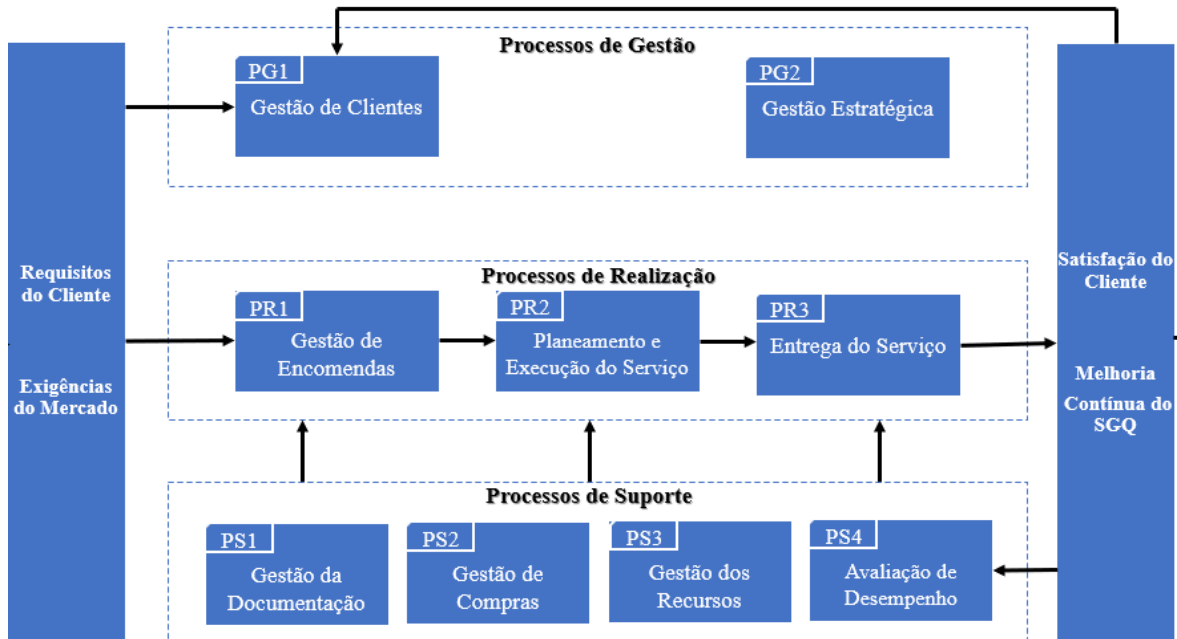 Processos de Gestão
PG1
Gestão de Clientes
PG2
Gestão Estratégica
Requisitos
do Cliente
Exigências
do Mercado
Processos de Realização
PR1
Gestão de
Encomendas
PR2
Planeamento e
Execução do Serviço
PR3
Entrega do Serviço
Satisfação do
Cliente
Melhoria
Contínua do
SGQ
Processos de Suporte
PS1
Gestão da
Documentação
PS2
Gestão de
Compras
PS3
Gestão dos
Recursos
PS4
Avaliação de
Desempenho